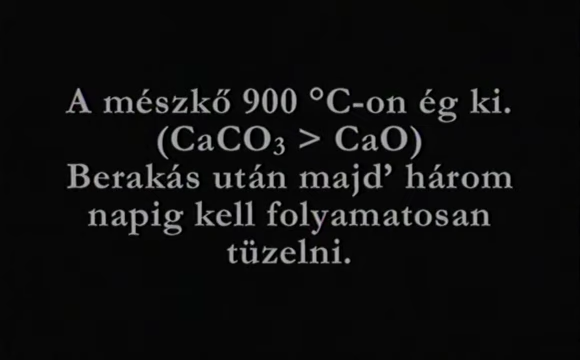 A mészkő 900 °C-on ég ki.
(CaCO₃ > CaO)
Berakás után majd’ három
napig kell folyamatosan
tüzelni.